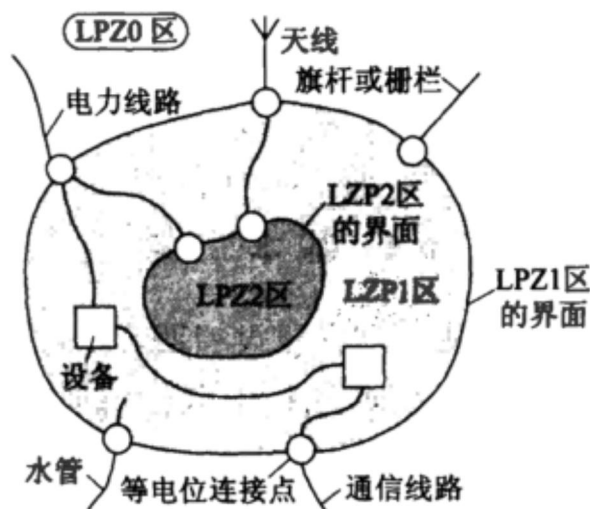 LPZ0 区
天线
旗杆或栅栏
电力线路
LZP2区
的界面
LPZ2区
LZP1区
LPZ1区
的界面
设备
水管
等电位连接点
通信线路